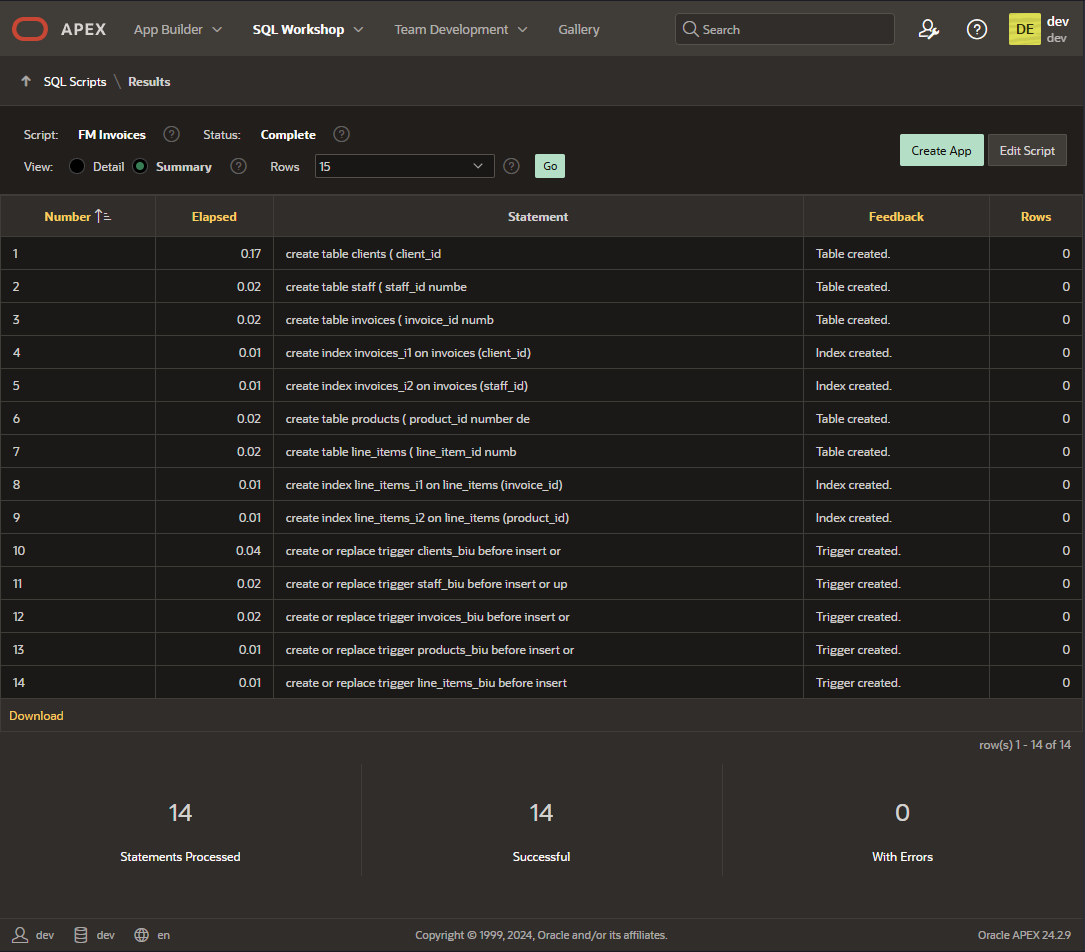 APEX App Builder SQL Workshop Team Development Gallery Search DE dev
dev
SQL Scripts \ Results
Script: FM Invoices ? Status: Complete ?
View: Detail Summary ? Rows 15 ? Go Create App Edit Script
Number Elapsed Statement Feedback Rows
1 0.17 create table clients ( client_id Table created. 0
2 0.02 create table staff ( staff_id numbe Table created. 0
3 0.02 create table invoices ( invoice_id numb Table created. 0
4 0.01 create index invoices_i1 on invoices (client_id) Index created. 0
5 0.01 create index invoices_i2 on invoices (staff_id) Index created. 0
6 0.02 create table products ( product_id number de Table created. 0
7 0.02 create table line_items ( line_item_id numb Table created. 0
8 0.01 create index line_items_i1 on line_items (invoice_id) Index created. 0
9 0.01 create index line_items_i2 on line_items (product_id) Index created. 0
10 0.04 create or replace trigger clients_biu before insert or Trigger created. 0
11 0.02 create or replace trigger staff_biu before insert or up Trigger created. 0
12 0.02 create or replace trigger invoices_biu before insert or Trigger created. 0
13 0.01 create or replace trigger products_biu before insert or Trigger created. 0
14 0.01 create or replace trigger line_items_biu before insert Trigger created. 0
Download
row(s) 1 - 14 of 14
14 14 0
Statements Processed Successful With Errors
dev dev en Copyright © 1999, 2024, Oracle and/or its affiliates. Oracle APEX 24.2.9